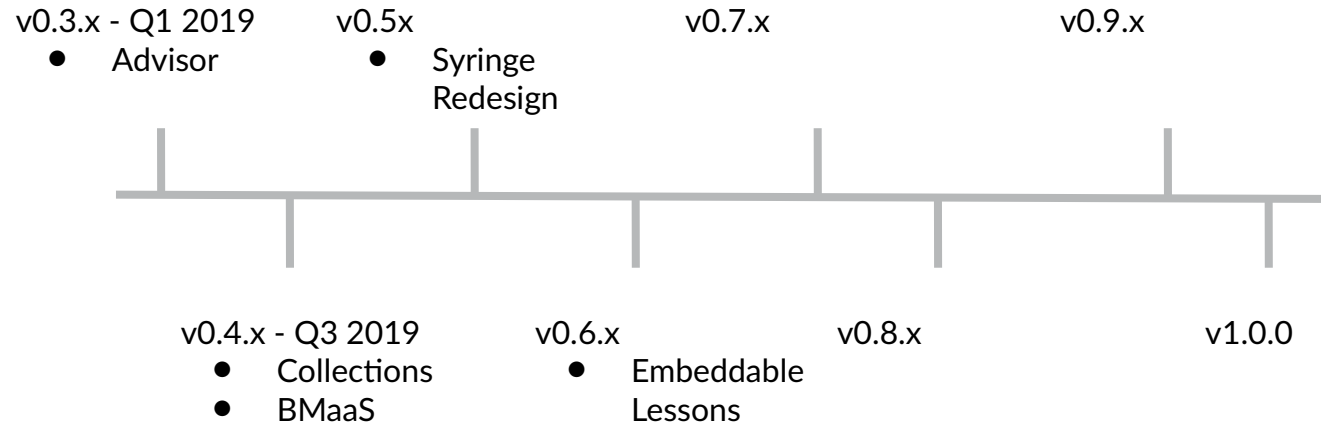 v0.3.x - Q1 2019
● Advisor
v0.5x
● Syringe
Redesign
v0.7.x
v0.9.x
v0.4.x - Q3 2019
● Collections
● BMaaS
v0.6.x
● Embeddable
Lessons
v0.8.x
v1.0.0